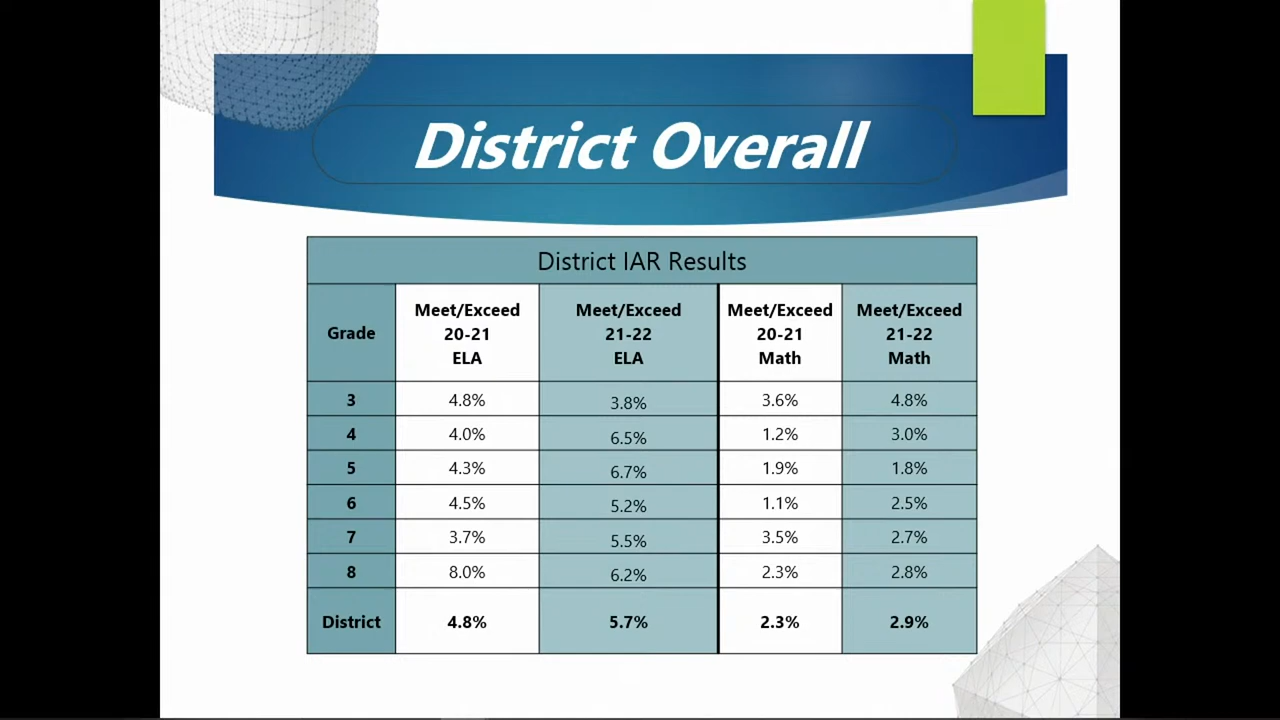 District Overall
District IAR Results
Grade
Meet/Exceed
20-21
ELA
Meet/Exceed
21-22
ELA
Meet/Exceed
20-21
Math
Meet/Exceed
21-22
Math
3 4.8% 3.8% 3.6% 4.8%
4 4.0% 6.5% 1.2% 3.0%
5 4.3% 6.7% 1.9% 1.8%
6 4.5% 5.2% 1.1% 2.5%
7 3.7% 5.5% 3.5% 2.7%
8 8.0% 6.2% 2.3% 2.8%
District 4.8% 5.7% 2.3% 2.9%